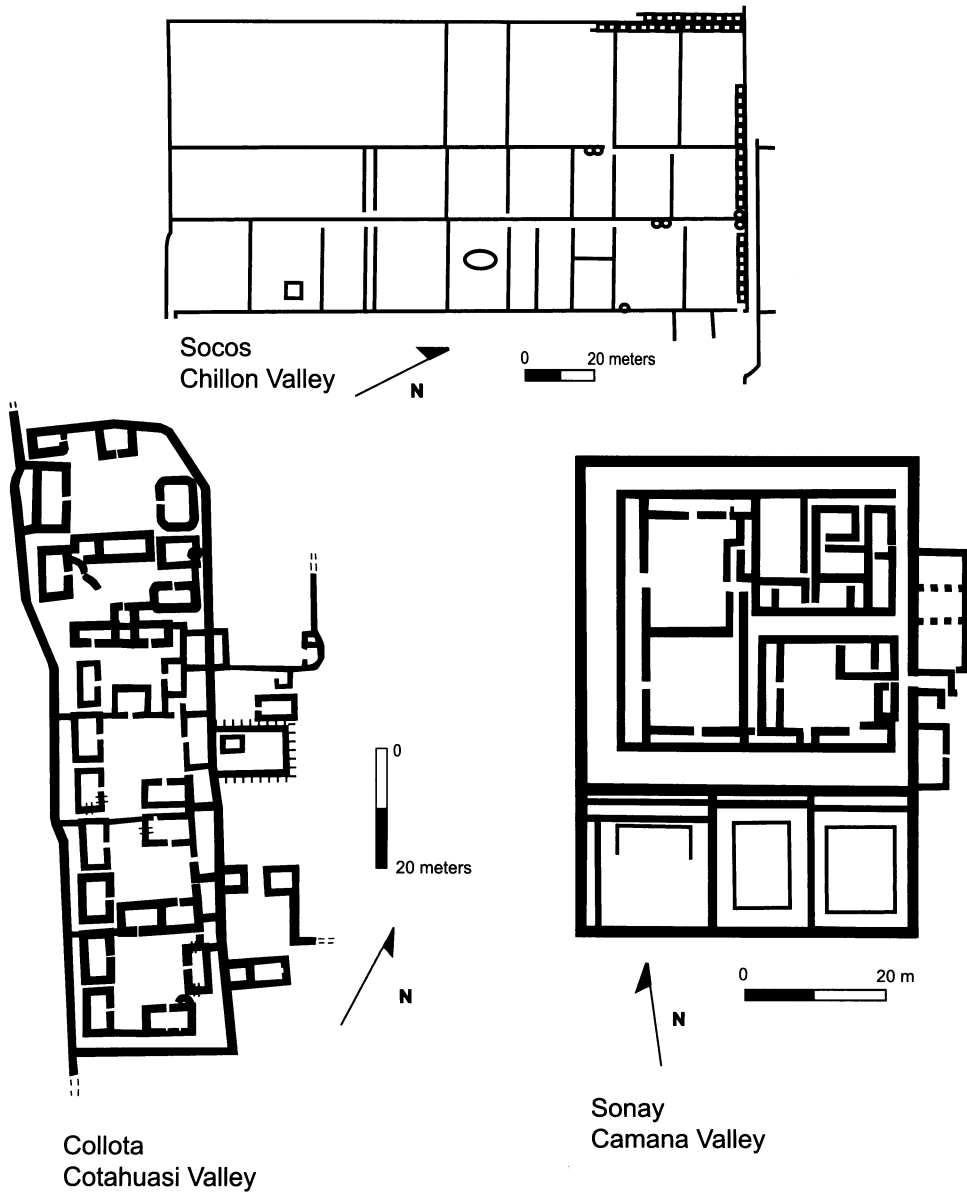 Socos
Chillon Valley
N
0 20 meters
0
20 meters
N
Collota
Cotahuasi Valley
0 20 m
N
Sonay
Camana Valley